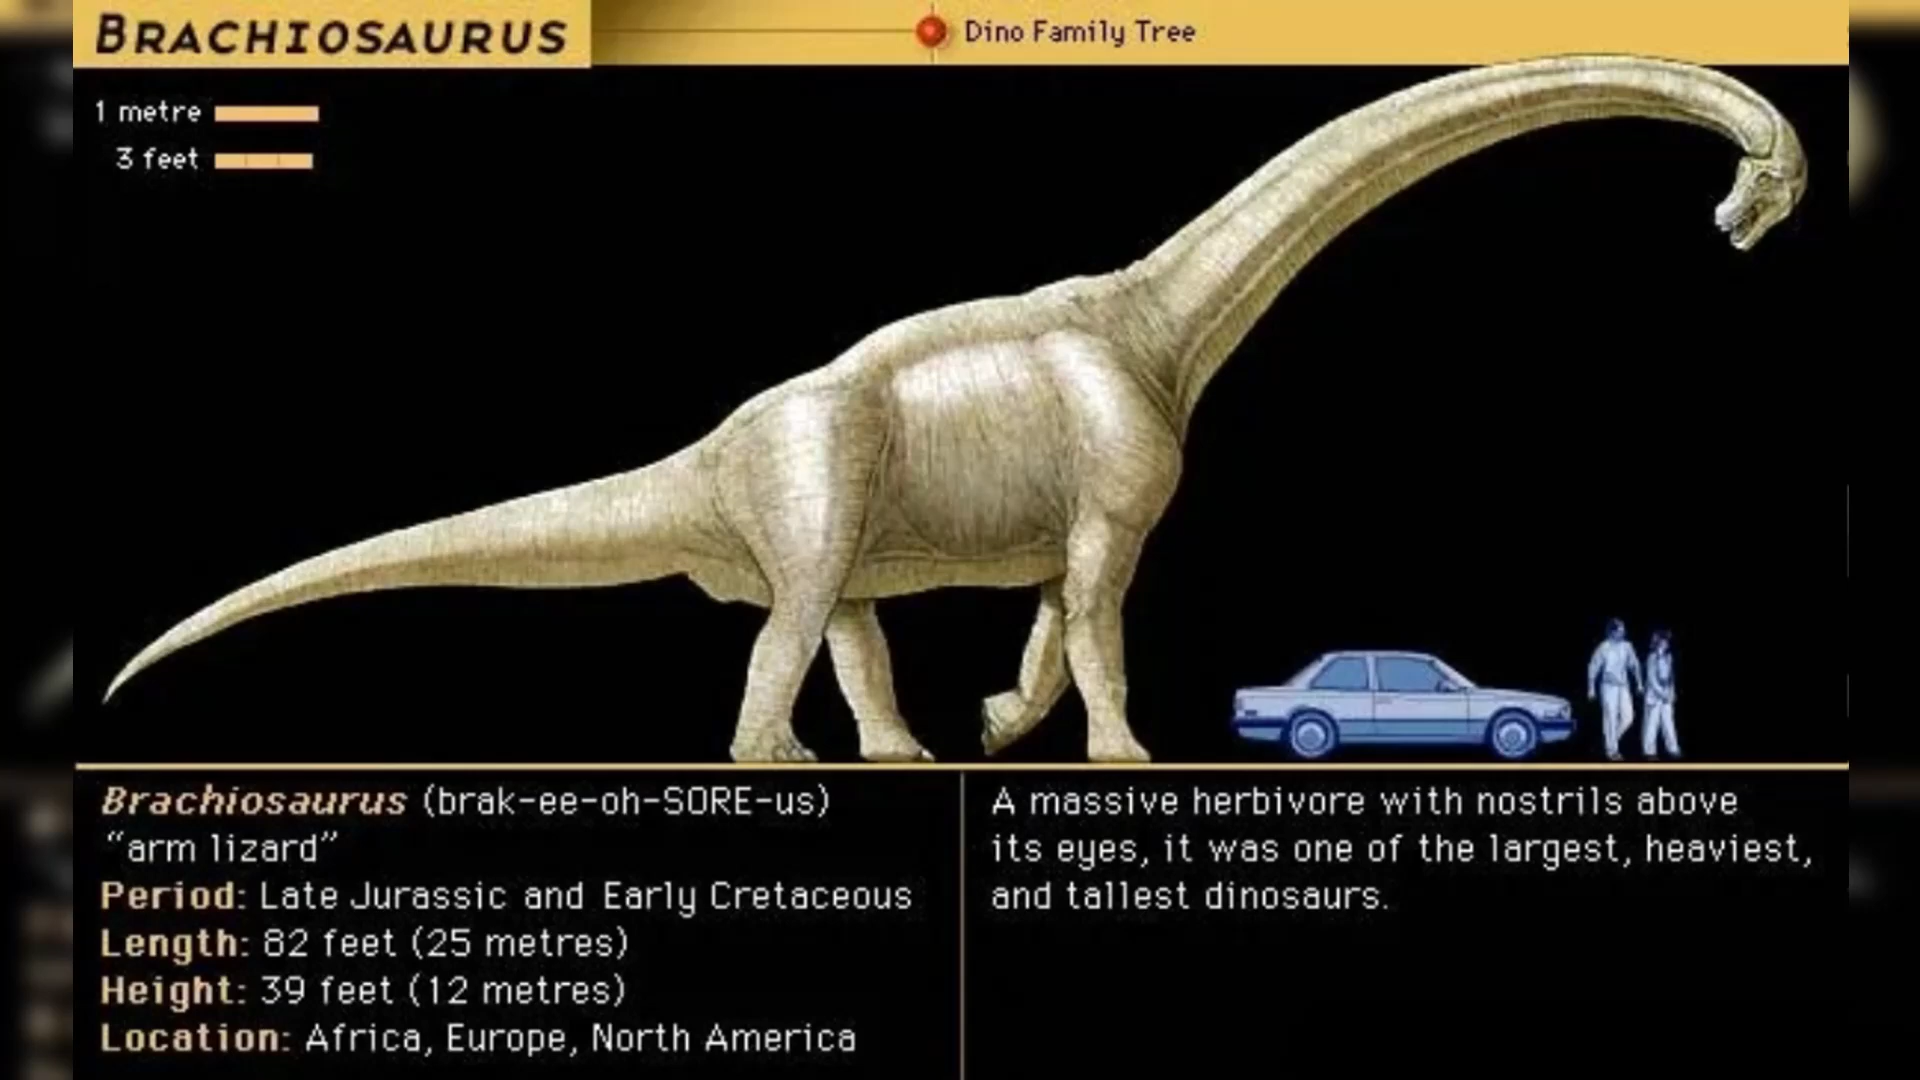 BRACHIOSAURUS
Dino Family Tree
1 metre
3 feet
Brachiosaurus (brak-ee-oh-SORE-us)
“arm lizard”
Period: Late Jurassic and Early Cretaceous
Length: 82 feet (25 metres)
Height: 39 feet (12 metres)
Location: Africa, Europe, North America
A massive herbivore with nostrils above
its eyes, it was one of the largest, heaviest,
and tallest dinosaurs.